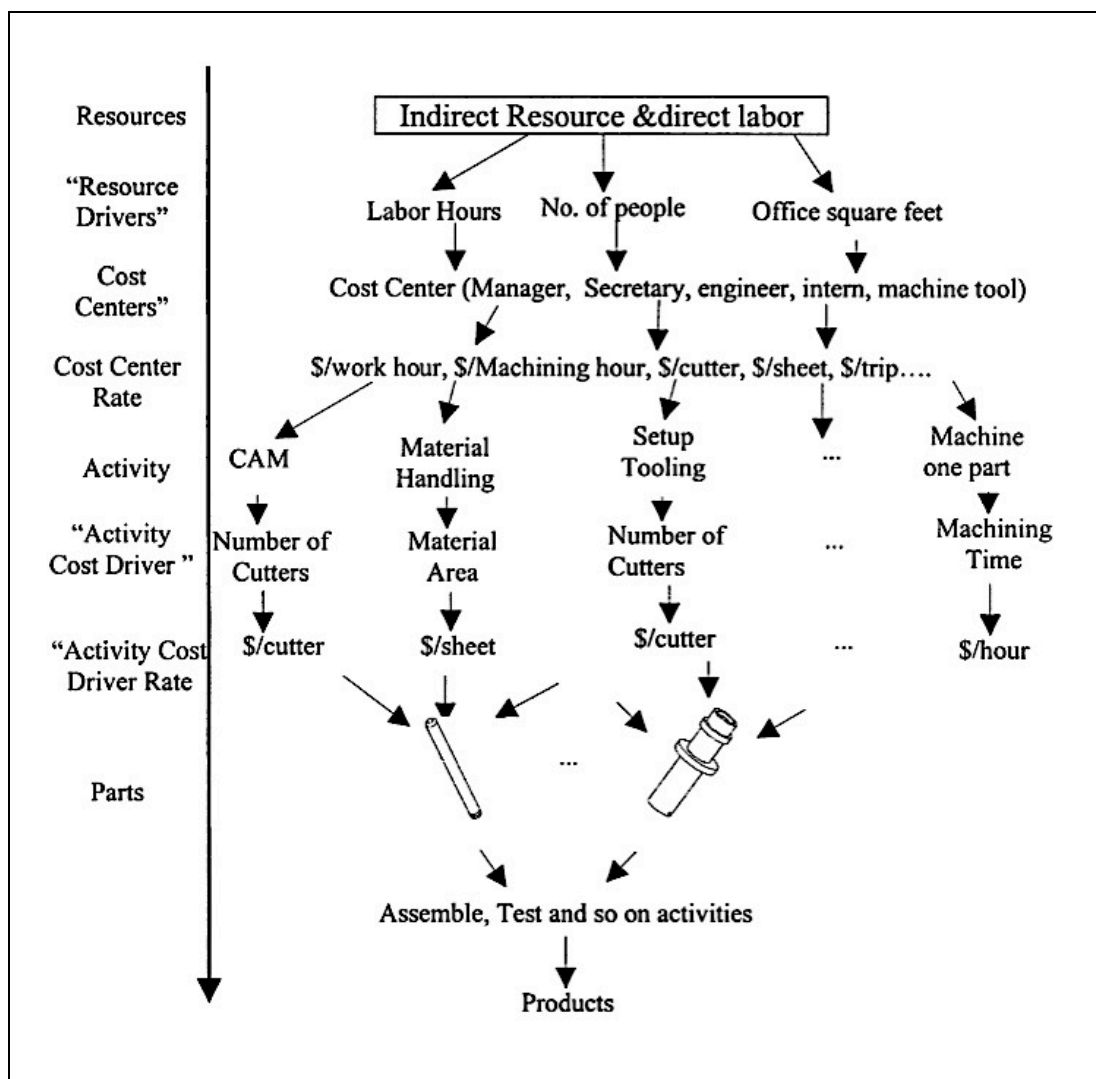 Resources
Indirect Resource &direct labor
“Resource
Drivers”
Labor Hours
No. of people
Office square feet
Cost
Centers”
Cost Center (Manager, Secretary, engineer, intern, machine tool)
Cost Center
Rate
$/work hour, $/Machining hour, $/cutter, $/sheet, $/trip….
Activity
CAM
Material
Handling
Setup
Tooling
...
Machine
one part
“Activity
Cost Driver ”
Number of
Cutters
Material
Area
Number of
Cutters
...
Machining
Time
“Activity Cost
Driver Rate
$/cutter
$/sheet
$/cutter
...
$/hour
Parts
...
Assemble, Test and so on activities
Products